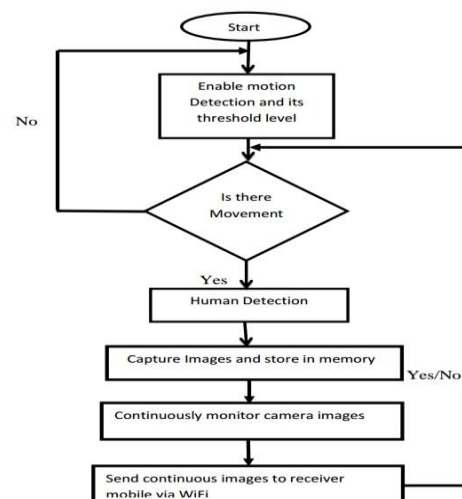 Start
Enable motion
Detection and its
threshold level
No
Is there
Movement
Yes
Human Detection
Capture Images and store in memory
Yes/No
Continuously monitor camera images
Send continuous images to receiver
mobile via WiFi